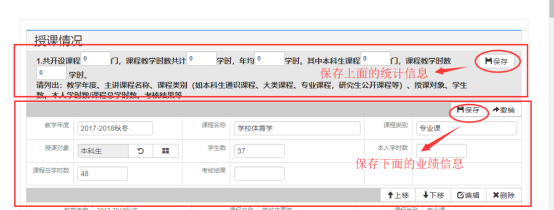 授课情况
1.共开设课程 0 门，课程教学时数共计 0 学时，年均 0 学时。其中本科生课程 0 门，课程教学时数
0 学时。
保存
保存上面的统计信息
请列出：教学年度、主讲课程名称、课程类别（如本科生通识课程、大类课程、专业课程，研究生公开课程等）、授课对象、学生
数、本人学时数/课程总学时数、考核结果等
保存 撤销
教学年度 2017-2018秋冬 课程名称 学校体育学 课程类别 专业课
授课对象 本科生 学生数 37 本人学时数
保存下面的业绩信息
课程总学时数 48 考核结果
上移 下移 编辑 删除